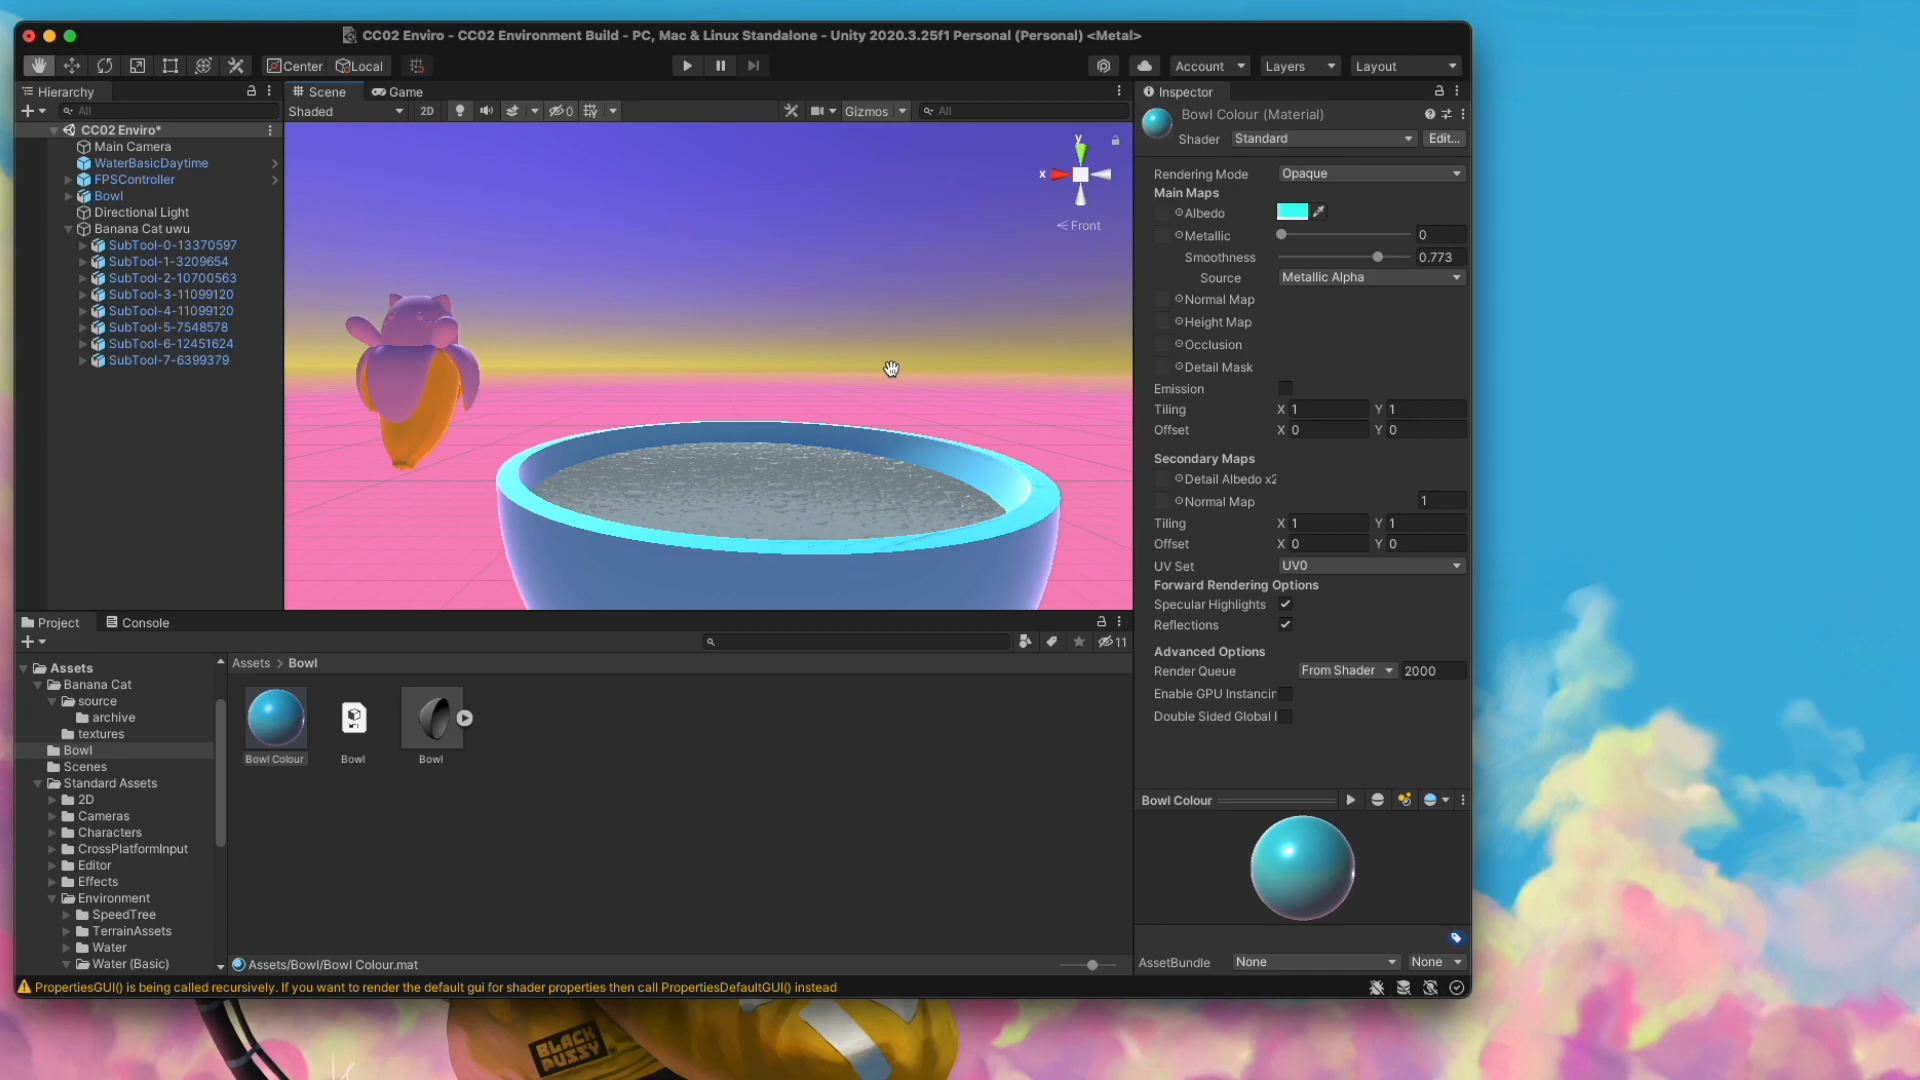 CC02 Enviro - CC02 Environment Build - PC, Mac & Linux Standalone - Unity 2020.3.25f1 Personal (Personal) <Metal>
Center Local Account Layers Layout
Hierarchy
All
CC02 Enviro*
Main Camera
WaterBasicDaytime
FPSController
Bowl
Directional Light
Banana Cat uwu
SubTool-0-13370597
SubTool-1-3209654
SubTool-2-10700563
SubTool-3-11099120
SubTool-4-11099120
SubTool-5-7548578
SubTool-6-12451624
SubTool-7-6399379
Scene Game
Shaded 2D 0 Gizmos All
y
x
Front
Inspector
Bowl Colour (Material)
Shader Standard Edit...
Rendering Mode Opaque
Main Maps
Albedo
Metallic 0
Smoothness 0.773
Source Metallic Alpha
Normal Map
Height Map
Occlusion
Detail Mask
Emission
Tiling X 1 Y 1
Offset X 0 Y 0
Secondary Maps
Detail Albedo x2
Normal Map 1
Tiling X 1 Y 1
Offset X 0 Y 0
UV Set UV0
Forward Rendering Options
Specular Highlights
Reflections
Advanced Options
Render Queue From Shader 2000
Enable GPU Instancin
Double Sided Global I
Bowl Colour
AssetBundle None None
Project Console
11
Assets
Banana Cat
source
archive
textures
Bowl
Scenes
Standard Assets
2D
Cameras
Characters
CrossPlatformInput
Editor
Effects
Environment
SpeedTree
TerrainAssets
Water
Water (Basic)
Assets > Bowl
Bowl Colour Bowl Bowl
Assets/Bowl/Bowl Colour.mat
PropertiesGUI() is being called recursively. If you want to render the default gui for shader properties then call PropertiesDefaultGUI() instead
BLACK
PUSSY